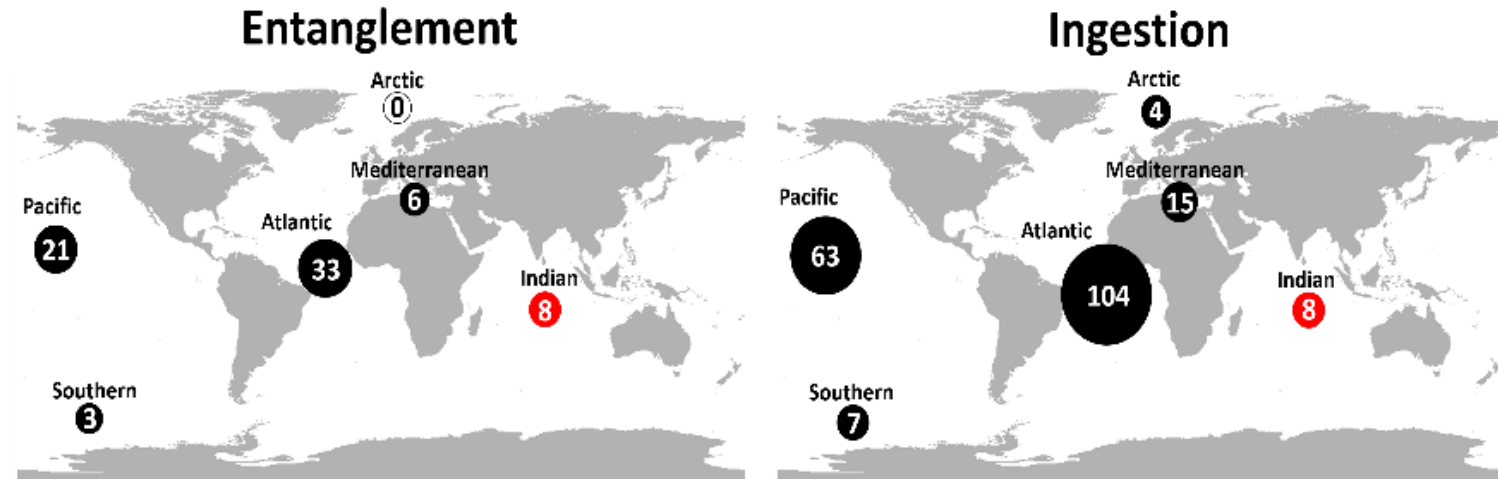 Entanglement
Arctic
0
Mediterranean
6
Pacific
21
Atlantic
33
Indian
8
Southern
3
Ingestion
Arctic
4
Mediterranean
15
Pacific
63
Atlantic
104
Indian
8
Southern
7